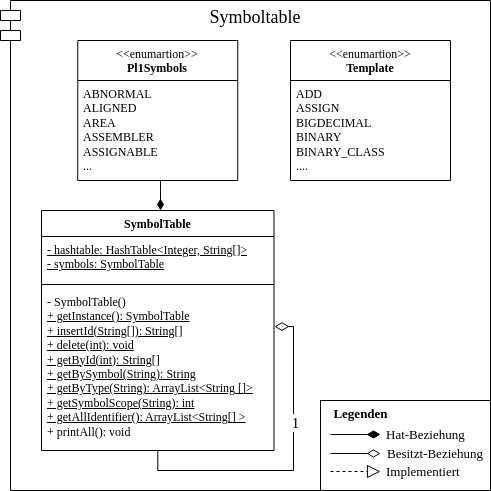 Symboltable
<<enumartion>>
Pl1Symbols
ABNORMAL
ALIGNED
AREA
ASSEMBLER
ASSIGNABLE
...
<<enumartion>>
Template
ADD
ASSIGN
BIGDECIMAL
BINARY
BINARY_CLASS
....
SymbolTable
- hashtable: HashTable<Integer, String[]>
- symbols: SymbolTable
- SymbolTable()
+ getInstance(): SymbolTable
+ insertId(String[]): String[]
+ delete(int): void
+ getById(int): String[]
+ getBySymbol(String): String
+ getByType(String): ArrayList<String []>
+ getSymbolScope(String): int
+ getAllIdentifier(): ArrayList<String[] >
+ printAll(): void
1
Legenden
Hat-Beziehung
Besitzt-Beziehung
Implementiert